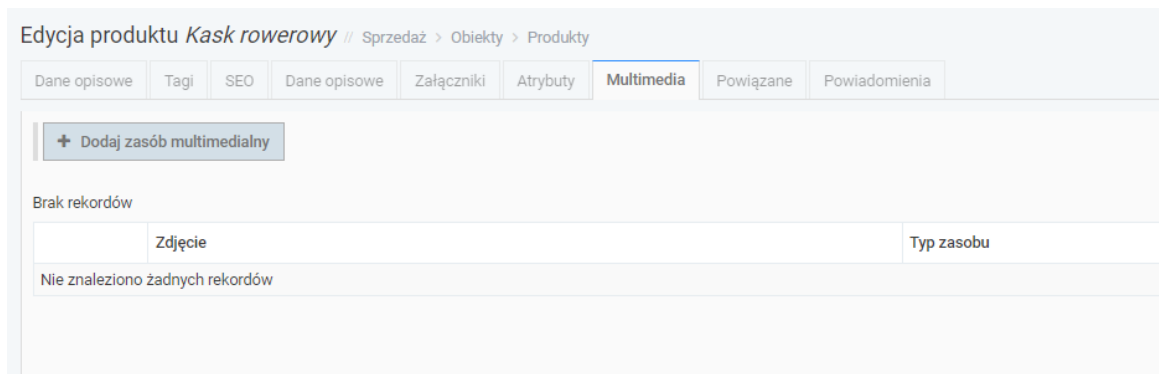 Edycja produktu Kask rowerowy // Sprzedaż > Obiekty > Produkty
Dane opisowe Tagi SEO Dane opisowe Załączniki Atrybuty Multimedia Powiązane Powiadomienia
+ Dodaj zasób multimedialny
Brak rekordów
Zdjęcie Typ zasobu
Nie znaleziono żadnych rekordów